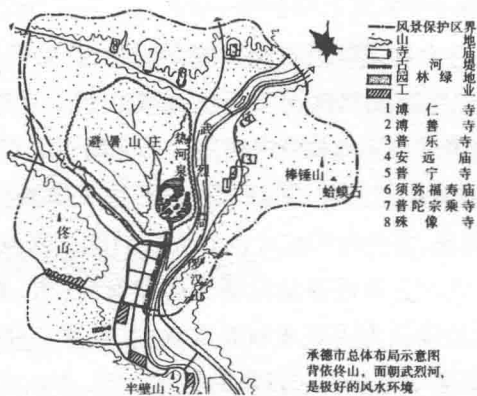 风景保护区界
山地
寺庙
古河堤
园林绿地
工业
1 博仁寺
2 博善寺
3 普乐寺
4 安远庙
5 普宁寺
6 须弥福寿庙
7 普陀宗乘寺
8 殊像寺
7
避暑山庄
热河泉
武烈河
棒锤山
蛤蟆石
佟山
半壁山
承德市总体布局示意图
背依佟山,面朝武烈河,
是极好的风水环境